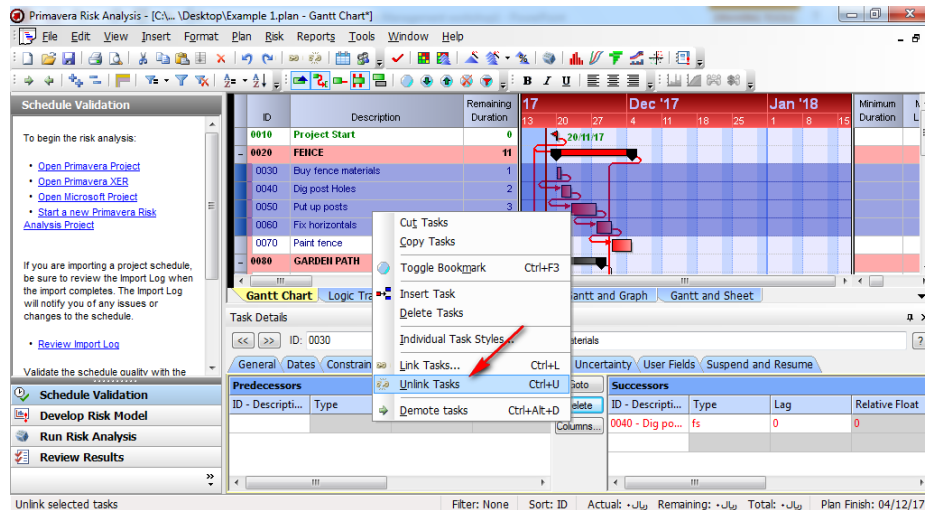 Primavera Risk Analysis - [C:\... \Desktop\Example 1.plan - Gantt Chart*]
File Edit View Insert Format Plan Risk Reports Tools Window Help
B I U
Schedule Validation
To begin the risk analysis:
• Open Primavera Project
• Open Primavera XER
• Open Microsoft Project
• Start a new Primavera Risk
Analysis Project
If you are importing a project schedule,
be sure to review the Import Log when
the import completes. The Import Log
will notify you of any issues or
changes to the schedule.
• Review Import Log
Validate the schedule quality with the
Schedule Validation
Develop Risk Model
Run Risk Analysis
Review Results
ID Description Remaining Duration 17 Dec '17 Jan '18 Minimum Duration
13 20 27 4 11 18 25 1 8 15
0010 Project Start 0 20/11/17
0020 FENCE 11
0030 Buy fence materials 1
0040 Dig post Holes 2
0050 Put up posts 3
0060 Fix horizontals
0070 Paint fence
0080 GARDEN PATH
Cut Tasks
Copy Tasks
Toggle Bookmark Ctrl+F3
Insert Task
Delete Tasks
Individual Task Styles...
Link Tasks... Ctrl+L
Unlink Tasks Ctrl+U
Demote tasks Ctrl+Alt+D
Gantt Chart Logic Tra antt and Graph Gantt and Sheet
Task Details
<< >> ID: 0030 aterials ?
General Dates Constrain Uncertainty User Fields Suspend and Resume
Predecessors Goto Successors
ID - Descripti... Type elete ID - Descripti... Type Lag Relative Float
Columns... 0040 - Dig po... fs 0 0
Unlink selected tasks Filter: None Sort: ID Actual: ریال۰ Remaining: ریال۰ Total: ریال۰ Plan Finish: 04/12/17